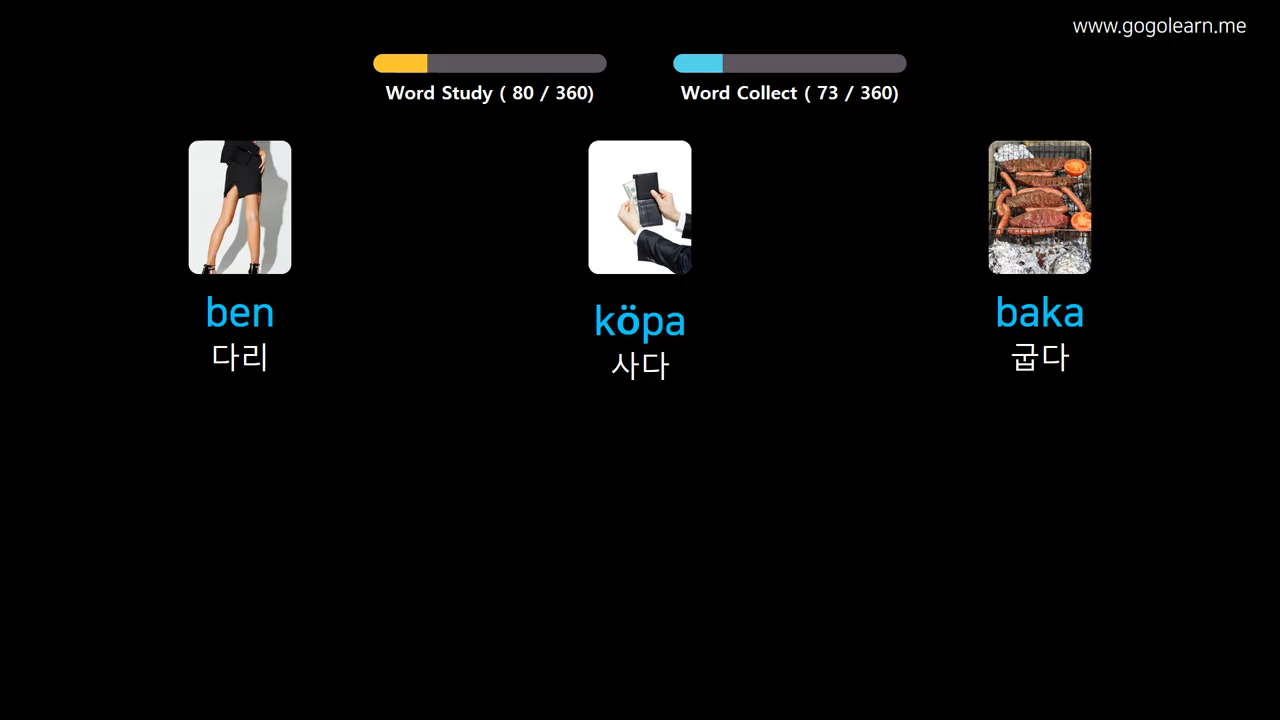 www.gogolearn.me
Word Study ( 80 / 360)
Word Collect ( 73 / 360)
ben
다리
köpa
사다
baka
굽다